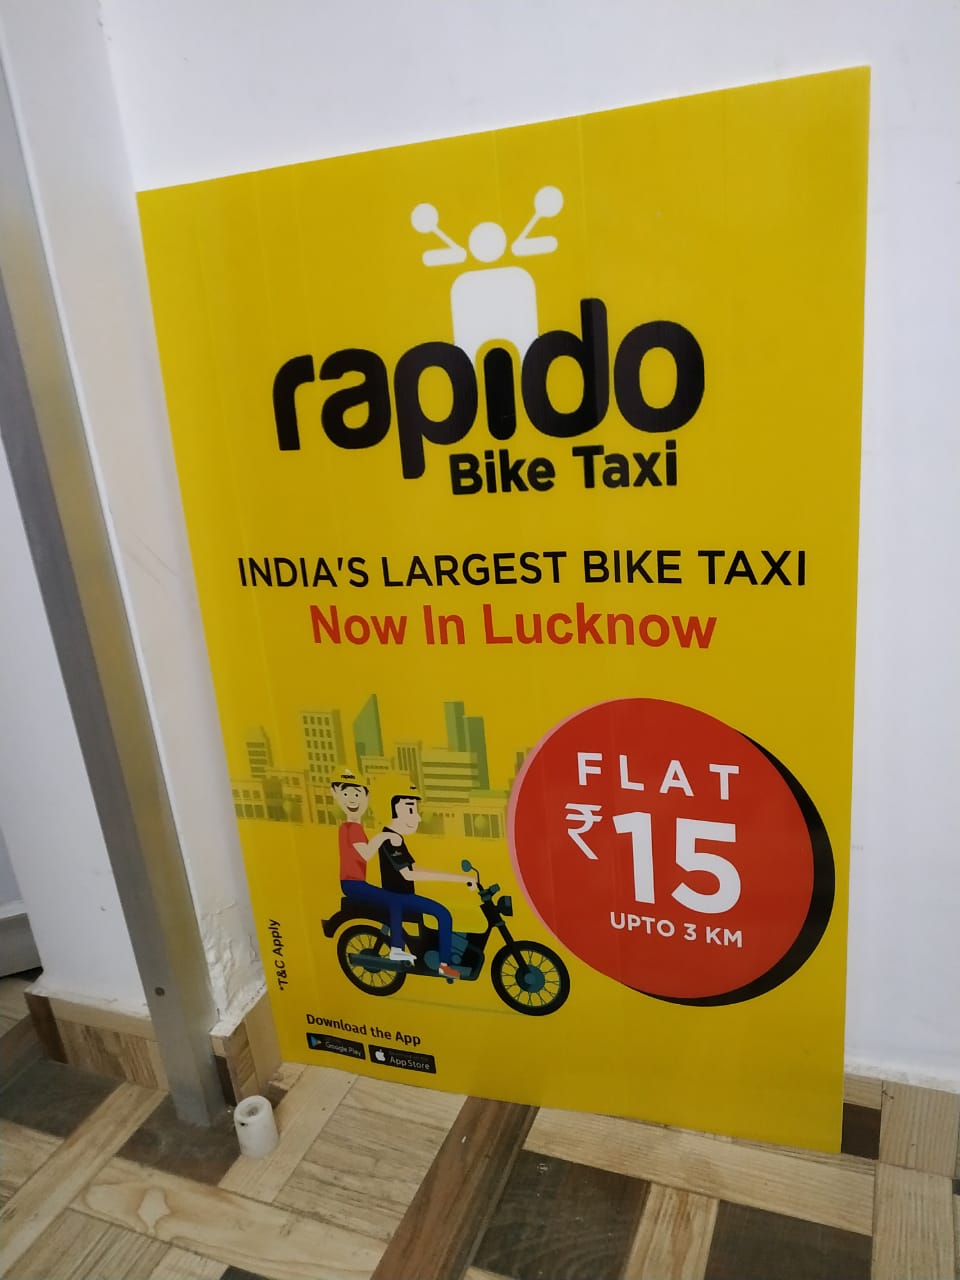 rapido
Bike Taxi
INDIA'S LARGEST BIKE TAXI
Now In Lucknow
FLAT
₹15
UPTO 3 KM
rapido
*T&C Apply
Download the App
Google Play
App Store